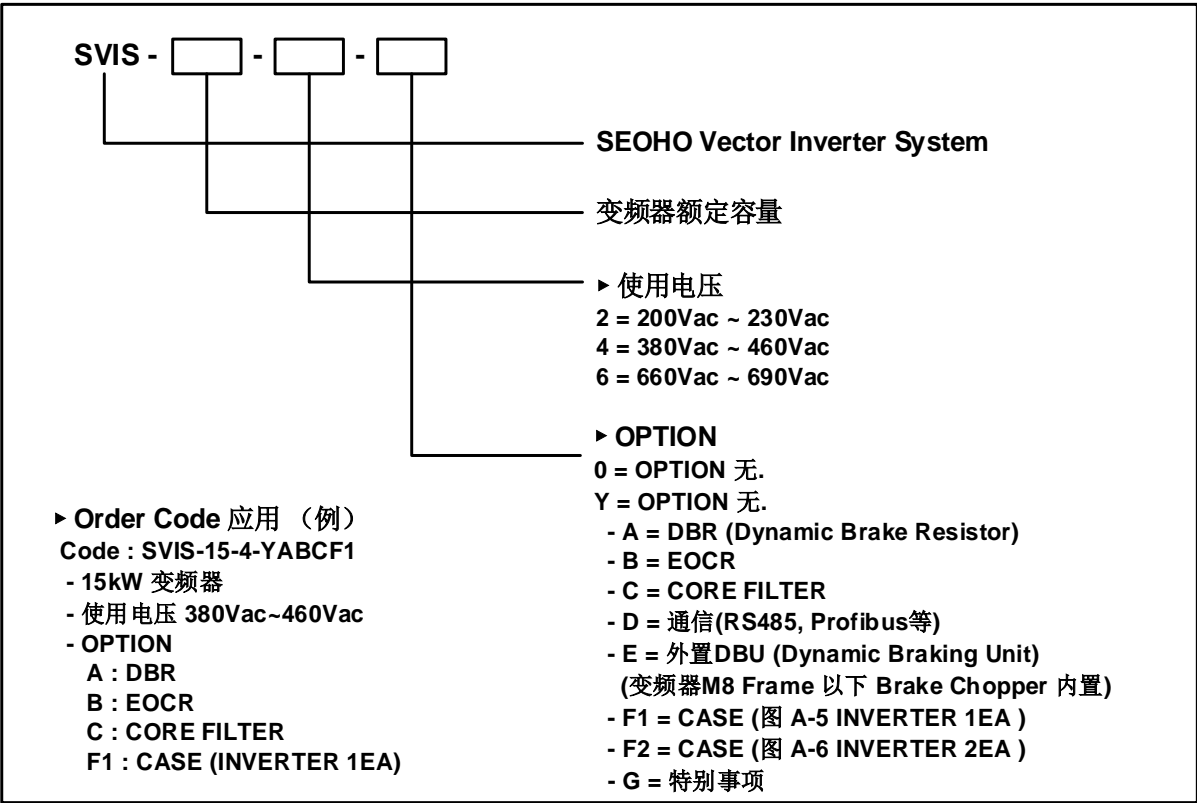 SVIS - - -
SEOHO Vector Inverter System
变频器额定容量
▶ 使用电压
2 = 200Vac ~ 230Vac
4 = 380Vac ~ 460Vac
6 = 660Vac ~ 690Vac
▶ OPTION
0 = OPTION 无.
Y = OPTION 无.
- A = DBR (Dynamic Brake Resistor)
- B = EOCR
- C = CORE FILTER
- D = 通信(RS485, Profibus等)
- E = 外置DBU (Dynamic Braking Unit)
(变频器M8 Frame 以下 Brake Chopper 内置)
- F1 = CASE (图 A-5 INVERTER 1EA )
- F2 = CASE (图 A-6 INVERTER 2EA )
- G = 特别事项
▶ Order Code 应用 （例）
Code : SVIS-15-4-YABCF1
- 15kW 变频器
- 使用电压 380Vac~460Vac
- OPTION
A : DBR
B : EOCR
C : CORE FILTER
F1 : CASE (INVERTER 1EA)